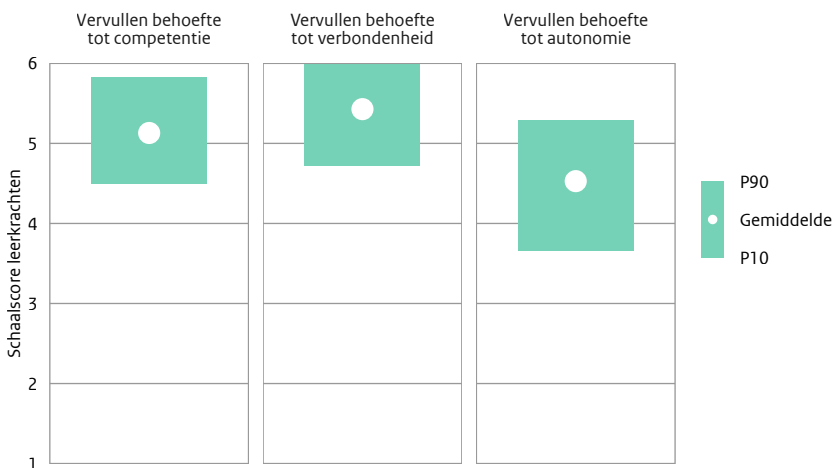 Vervullen behoefte
tot competentie
Vervullen behoefte
tot verbondenheid
Vervullen behoefte
tot autonomie
Schaalscore leerkrachten
6
5
4
3
2
1
P90
Gemiddelde
P10